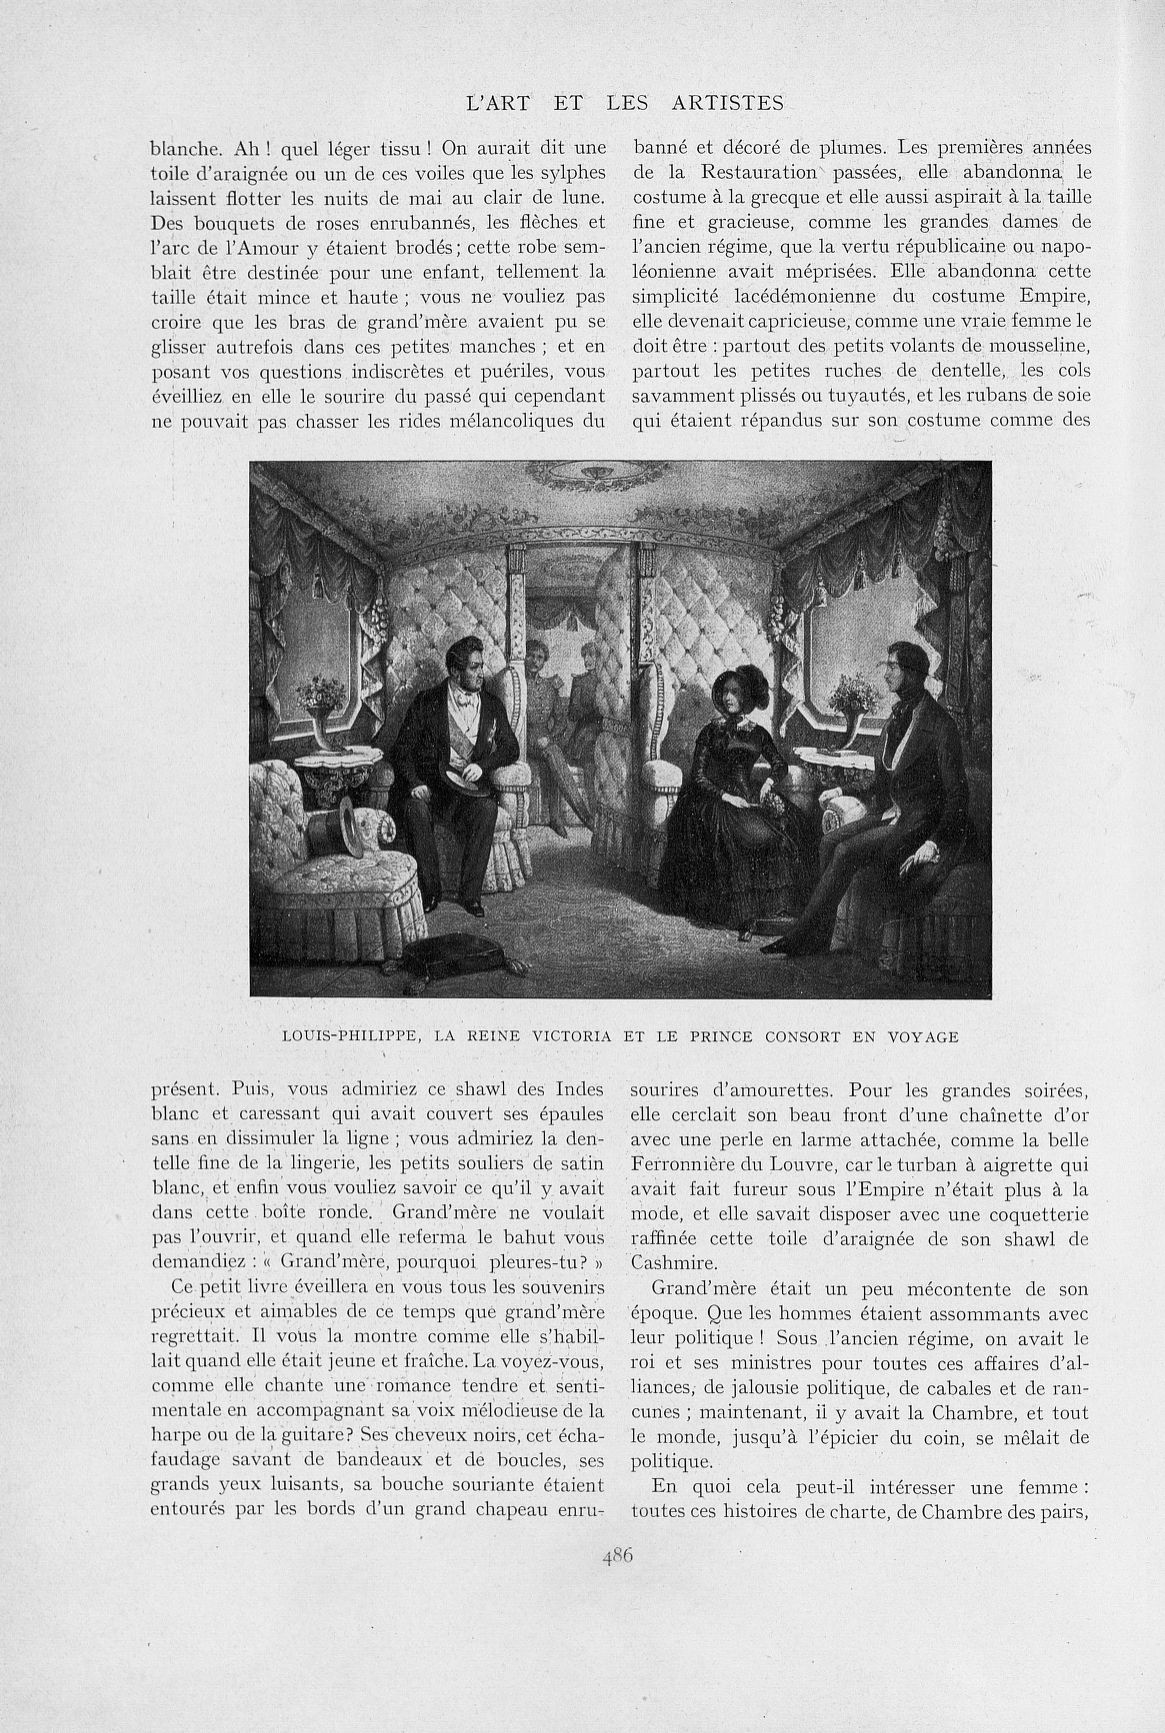 L'ART ET LES ARTISTES
blanche. Ah ! quel léger tissu ! On aurait dit une
toile d'araignée ou un de ces voiles que les sylphes
laissent flotter les nuits de mai au clair de lune.
Des bouquets de roses enrubannés, les flèches et
l'arc de l'Amour y étaient brodés ; cette robe sem-
blait être destinée pour une enfant, tellement la
taille était mince et haute ; vous ne vouliez pas
croire que les bras de grand'mère avaient pu se
glisser autrefois dans ces petites manches ; et en
posant vos questions indiscrètes et puériles, vous
éveilliez en elle le sourire du passé qui cependant
ne pouvait pas chasser les rides mélancoliques du
présent. Puis, vous admiriez ce shawl des Indes
blanc et caressant qui avait couvert ses épaules
sans en dissimuler la ligne ; vous admiriez la den-
telle fine de la lingerie, les petits souliers de satin
blanc, et enfin vous vouliez savoir ce qu'il y avait
dans cette boîte ronde. Grand'mère ne voulait
pas l'ouvrir, et quand elle referma le bahut vous
demandiez : « Grand'mère, pourquoi pleures-tu ? »
Ce petit livre éveillera en vous tous les souvenirs
précieux et aimables de ce temps que grand'mère
regrettait. Il vous la montre comme elle s'habil-
lait quand elle était jeune et fraîche. La voyez-vous,
comme elle chante une romance tendre et senti-
mentale en accompagnant sa voix mélodieuse de la
harpe ou de la guitare ? Ses cheveux noirs, cet écha-
faudage savant de bandeaux et de boucles, ses
grands yeux luisants, sa bouche souriante étaient
entourés par les bords d'un grand chapeau enru-
banné et décoré de plumes. Les premières années
de la Restauration passées, elle abandonna le
costume à la grecque et elle aussi aspirait à la taille
fine et gracieuse, comme les grandes dames de
l'ancien régime, que la vertu républicaine ou napo-
léonienne avait méprisées. Elle abandonna cette
simplicité lacédémonienne du costume Empire,
elle devenait capricieuse, comme une vraie femme le
doit être : partout des petits volants de mousseline,
partout les petites ruches de dentelle, les cols
savamment plissés ou tuyautés, et les rubans de soie
qui étaient répandus sur son costume comme des
sourires d'amourettes. Pour les grandes soirées,
elle cerclait son beau front d'une chaînette d'or
avec une perle en larme attachée, comme la belle
Ferronnière du Louvre, car le turban à aigrette qui
avait fait fureur sous l'Empire n'était plus à la
mode, et elle savait disposer avec une coquetterie
raffinée cette toile d'araignée de son shawl de
Cashmire.
Grand'mère était un peu mécontente de son
époque. Que les hommes étaient assommants avec
leur politique ! Sous l'ancien régime, on avait le
roi et ses ministres pour toutes ces affaires d'al-
liances, de jalousie politique, de cabales et de ran-
cunes ; maintenant, il y avait la Chambre, et tout
le monde, jusqu'à l'épicier du coin, se mêlait de
politique.
En quoi cela peut-il intéresser une femme :
toutes ces histoires de charte, de Chambre des pairs,
LOUIS-PHILIPPE, LA REINE VICTORIA ET LE PRINCE CONSORT EN VOYAGE
486